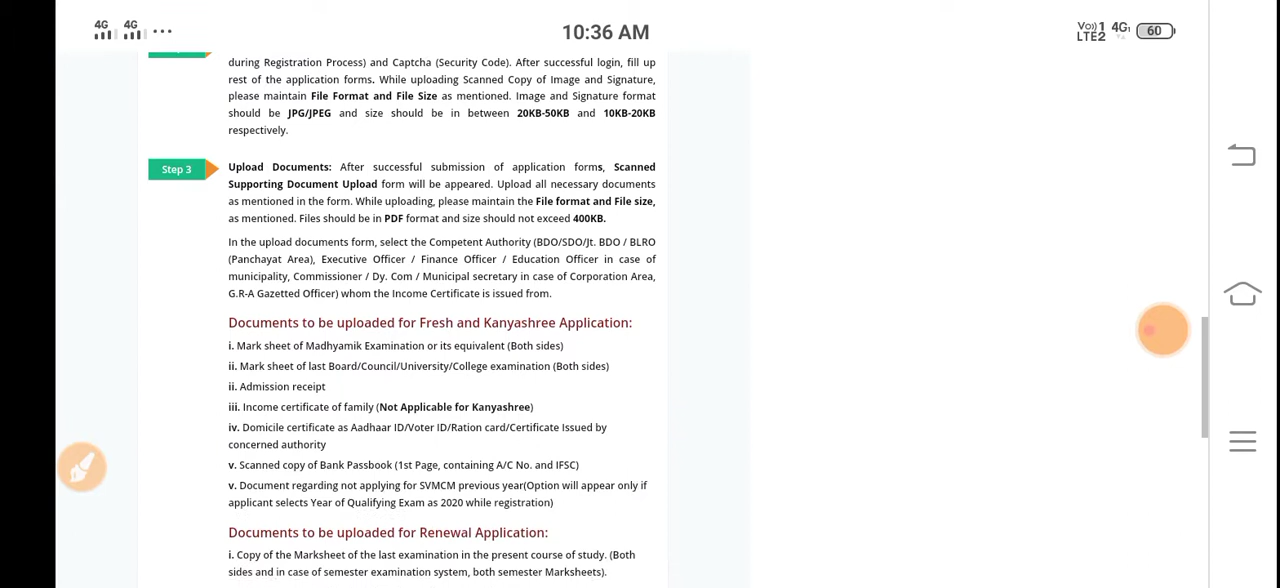 4G 4G
10:36 AM
Vo)) 1 4G
LTE2
60
during Registration Process) and Captcha (Security Code). After successful login, fill up
rest of the application forms. While uploading Scanned Copy of Image and Signature,
please maintain File Format and File Size as mentioned. Image and Signature format
should be JPG/JPEG and size should be in between 20KB-50KB and 10KB-20KB
respectively.
Step 3
Upload Documents: After successful submission of application forms, Scanned
Supporting Document Upload form will be appeared. Upload all necessary documents
as mentioned in the form. While uploading, please maintain the File format and File size,
as mentioned. Files should be in PDF format and size should not exceed 400KB.
In the upload documents form, select the Competent Authority (BDO/SDO/Jt. BDO / BLRO
(Panchayat Area), Executive Officer / Finance Officer / Education Officer in case of
municipality, Commissioner / Dy. Com / Municipal secretary in case of Corporation Area,
G.R-A Gazetted Officer) whom the Income Certificate is issued from.
Documents to be uploaded for Fresh and Kanyashree Application:
i. Mark sheet of Madhyamik Examination or its equivalent (Both sides)
ii. Mark sheet of last Board/Council/University/College examination (Both sides)
ii. Admission receipt
iii. Income certificate of family (Not Applicable for Kanyashree)
iv. Domicile certificate as Aadhaar ID/Voter ID/Ration card/Certificate Issued by
concerned authority
v. Scanned copy of Bank Passbook (1st Page, containing A/C No. and IFSC)
v. Document regarding not applying for SVMCM previous year(Option will appear only if
applicant selects Year of Qualifying Exam as 2020 while registration)
Documents to be uploaded for Renewal Application:
i. Copy of the Marksheet of the last examination in the present course of study. (Both
sides and in case of semester examination system, both semester Marksheets).